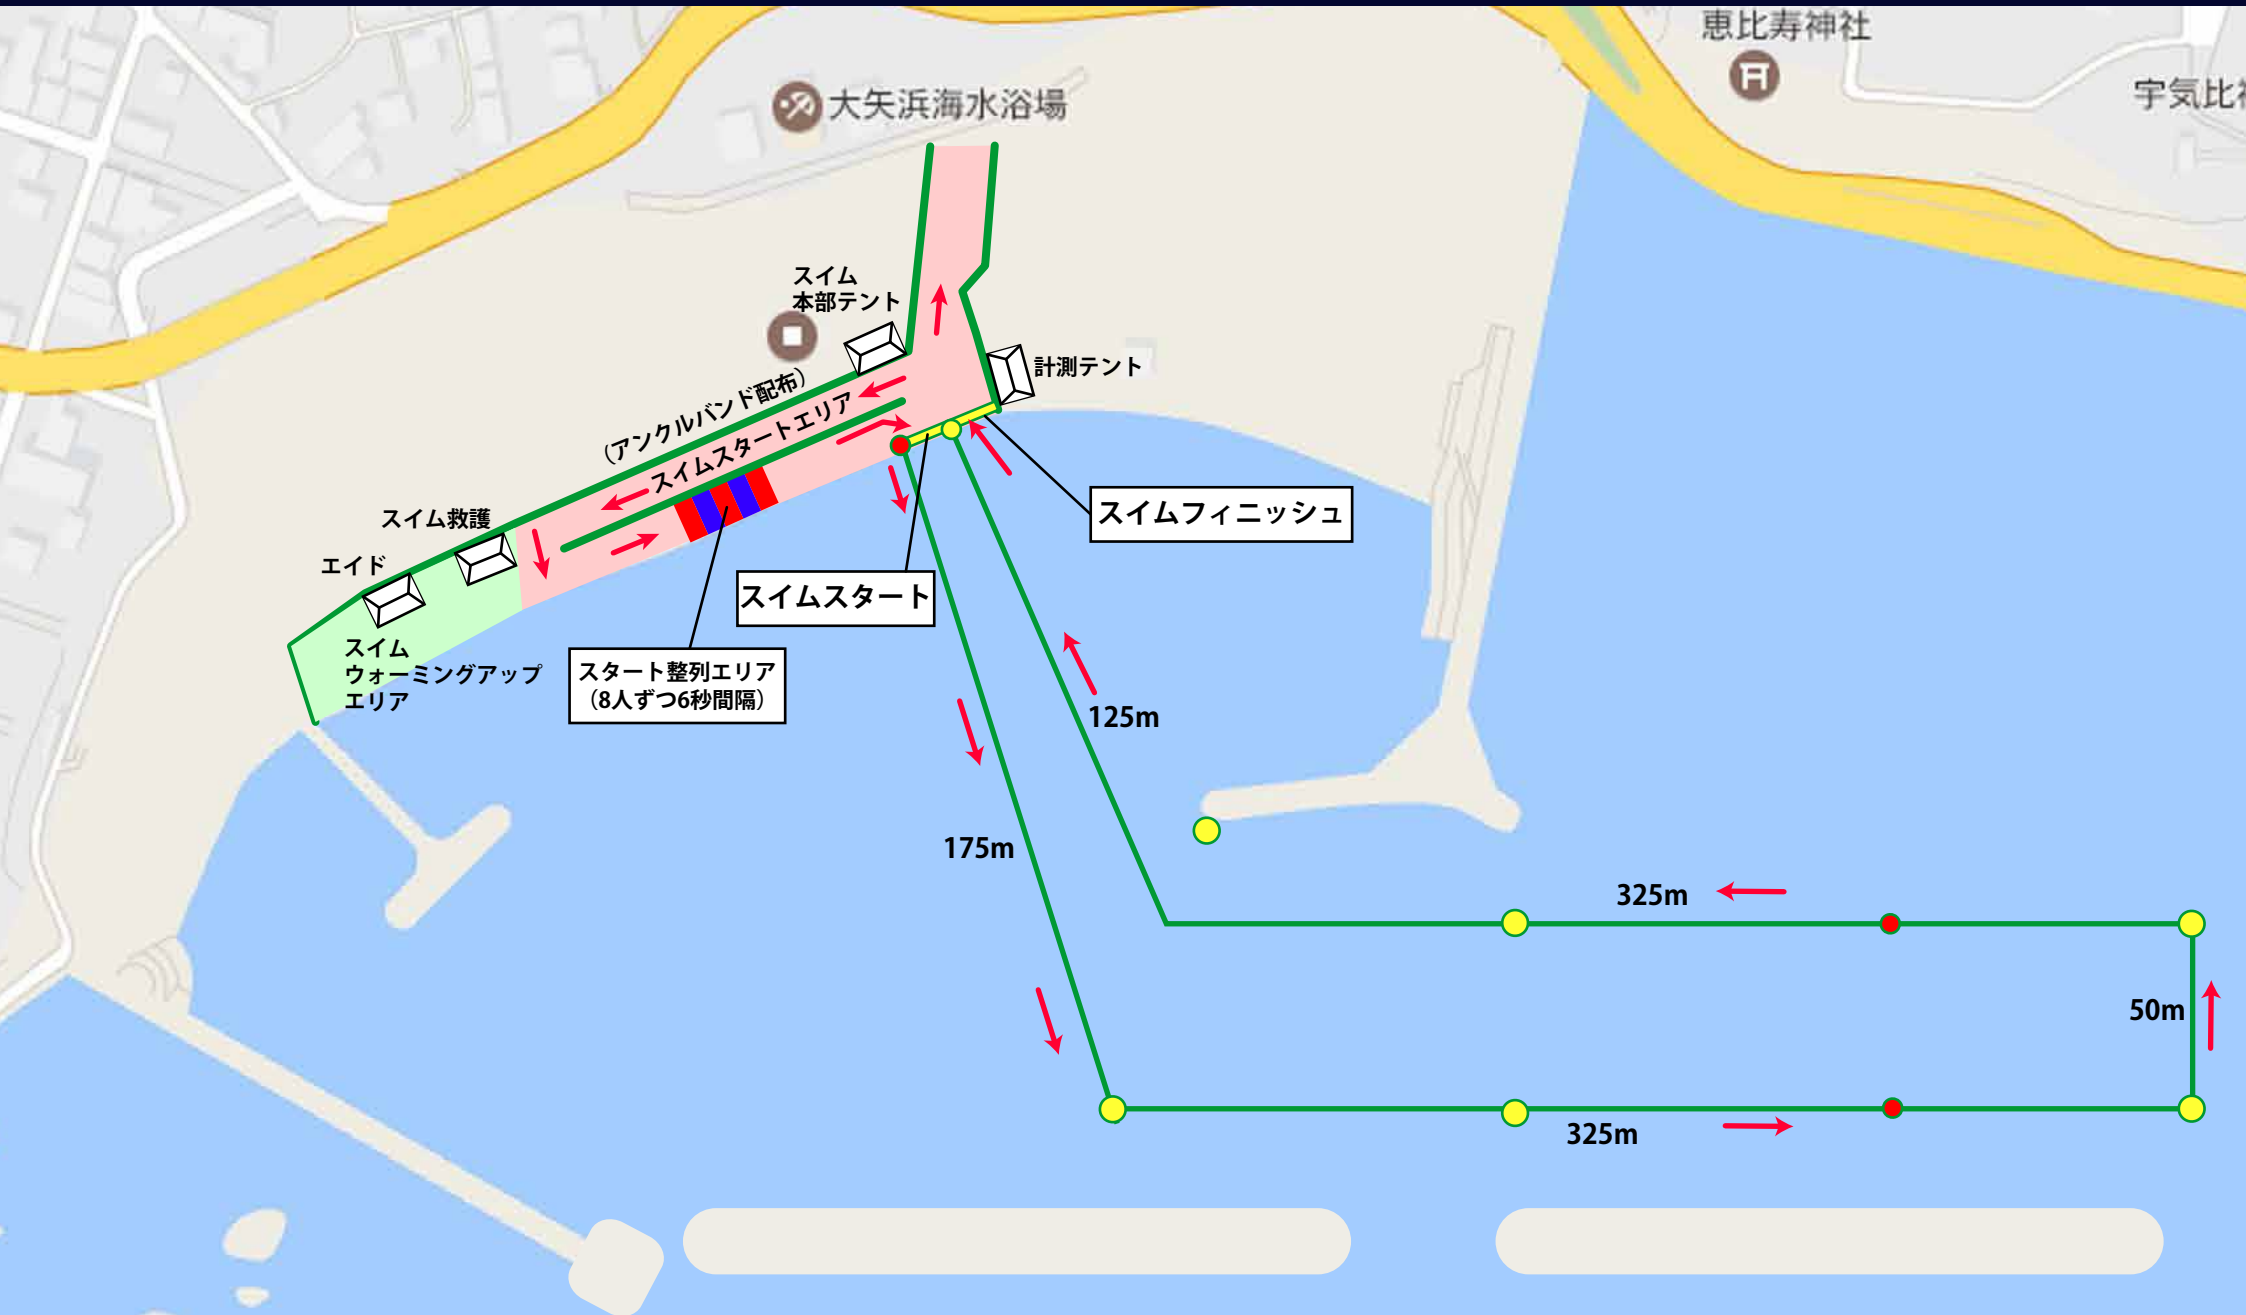 恵比寿神社
宇気比
大矢浜海水浴場
スイム
本部テント
計測テント
（アンクルバンド配布）
スイムスタートエリア
スイムフィニッシュ
スイム救護
エイド
スイムスタート
スイム
ウォーミングアップ
エリア
スタート整列エリア
（8人ずつ6秒間隔）
125m
175m
325m
50m
325m